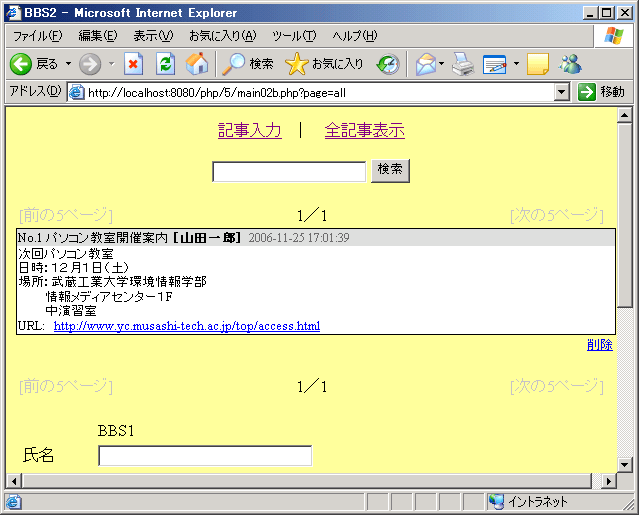 BBS2 - Microsoft Internet Explorer
ファイル(F) 編集(E) 表示(V) お気に入り(A) ツール(T) ヘルプ(H)
戻る 検索 お気に入り
アドレス(D) http://localhost:8080/php/5/main02b.php?page=all 移動
記事入力 | 全記事表示
検索
[前の5ページ] 1／1 [次の5ページ]
No.1 パソコン教室開催案内 [山田一郎] 2006-11-25 17:01:39
次回パソコン教室
日時：１２月１日（土）
場所：武蔵工業大学環境情報学部
情報メディアセンター１Ｆ
中演習室
URL: http://www.yc.musashi-tech.ac.jp/top/access.html
削除
[前の5ページ] 1／1 [次の5ページ]
BBS1
氏名
イントラネット